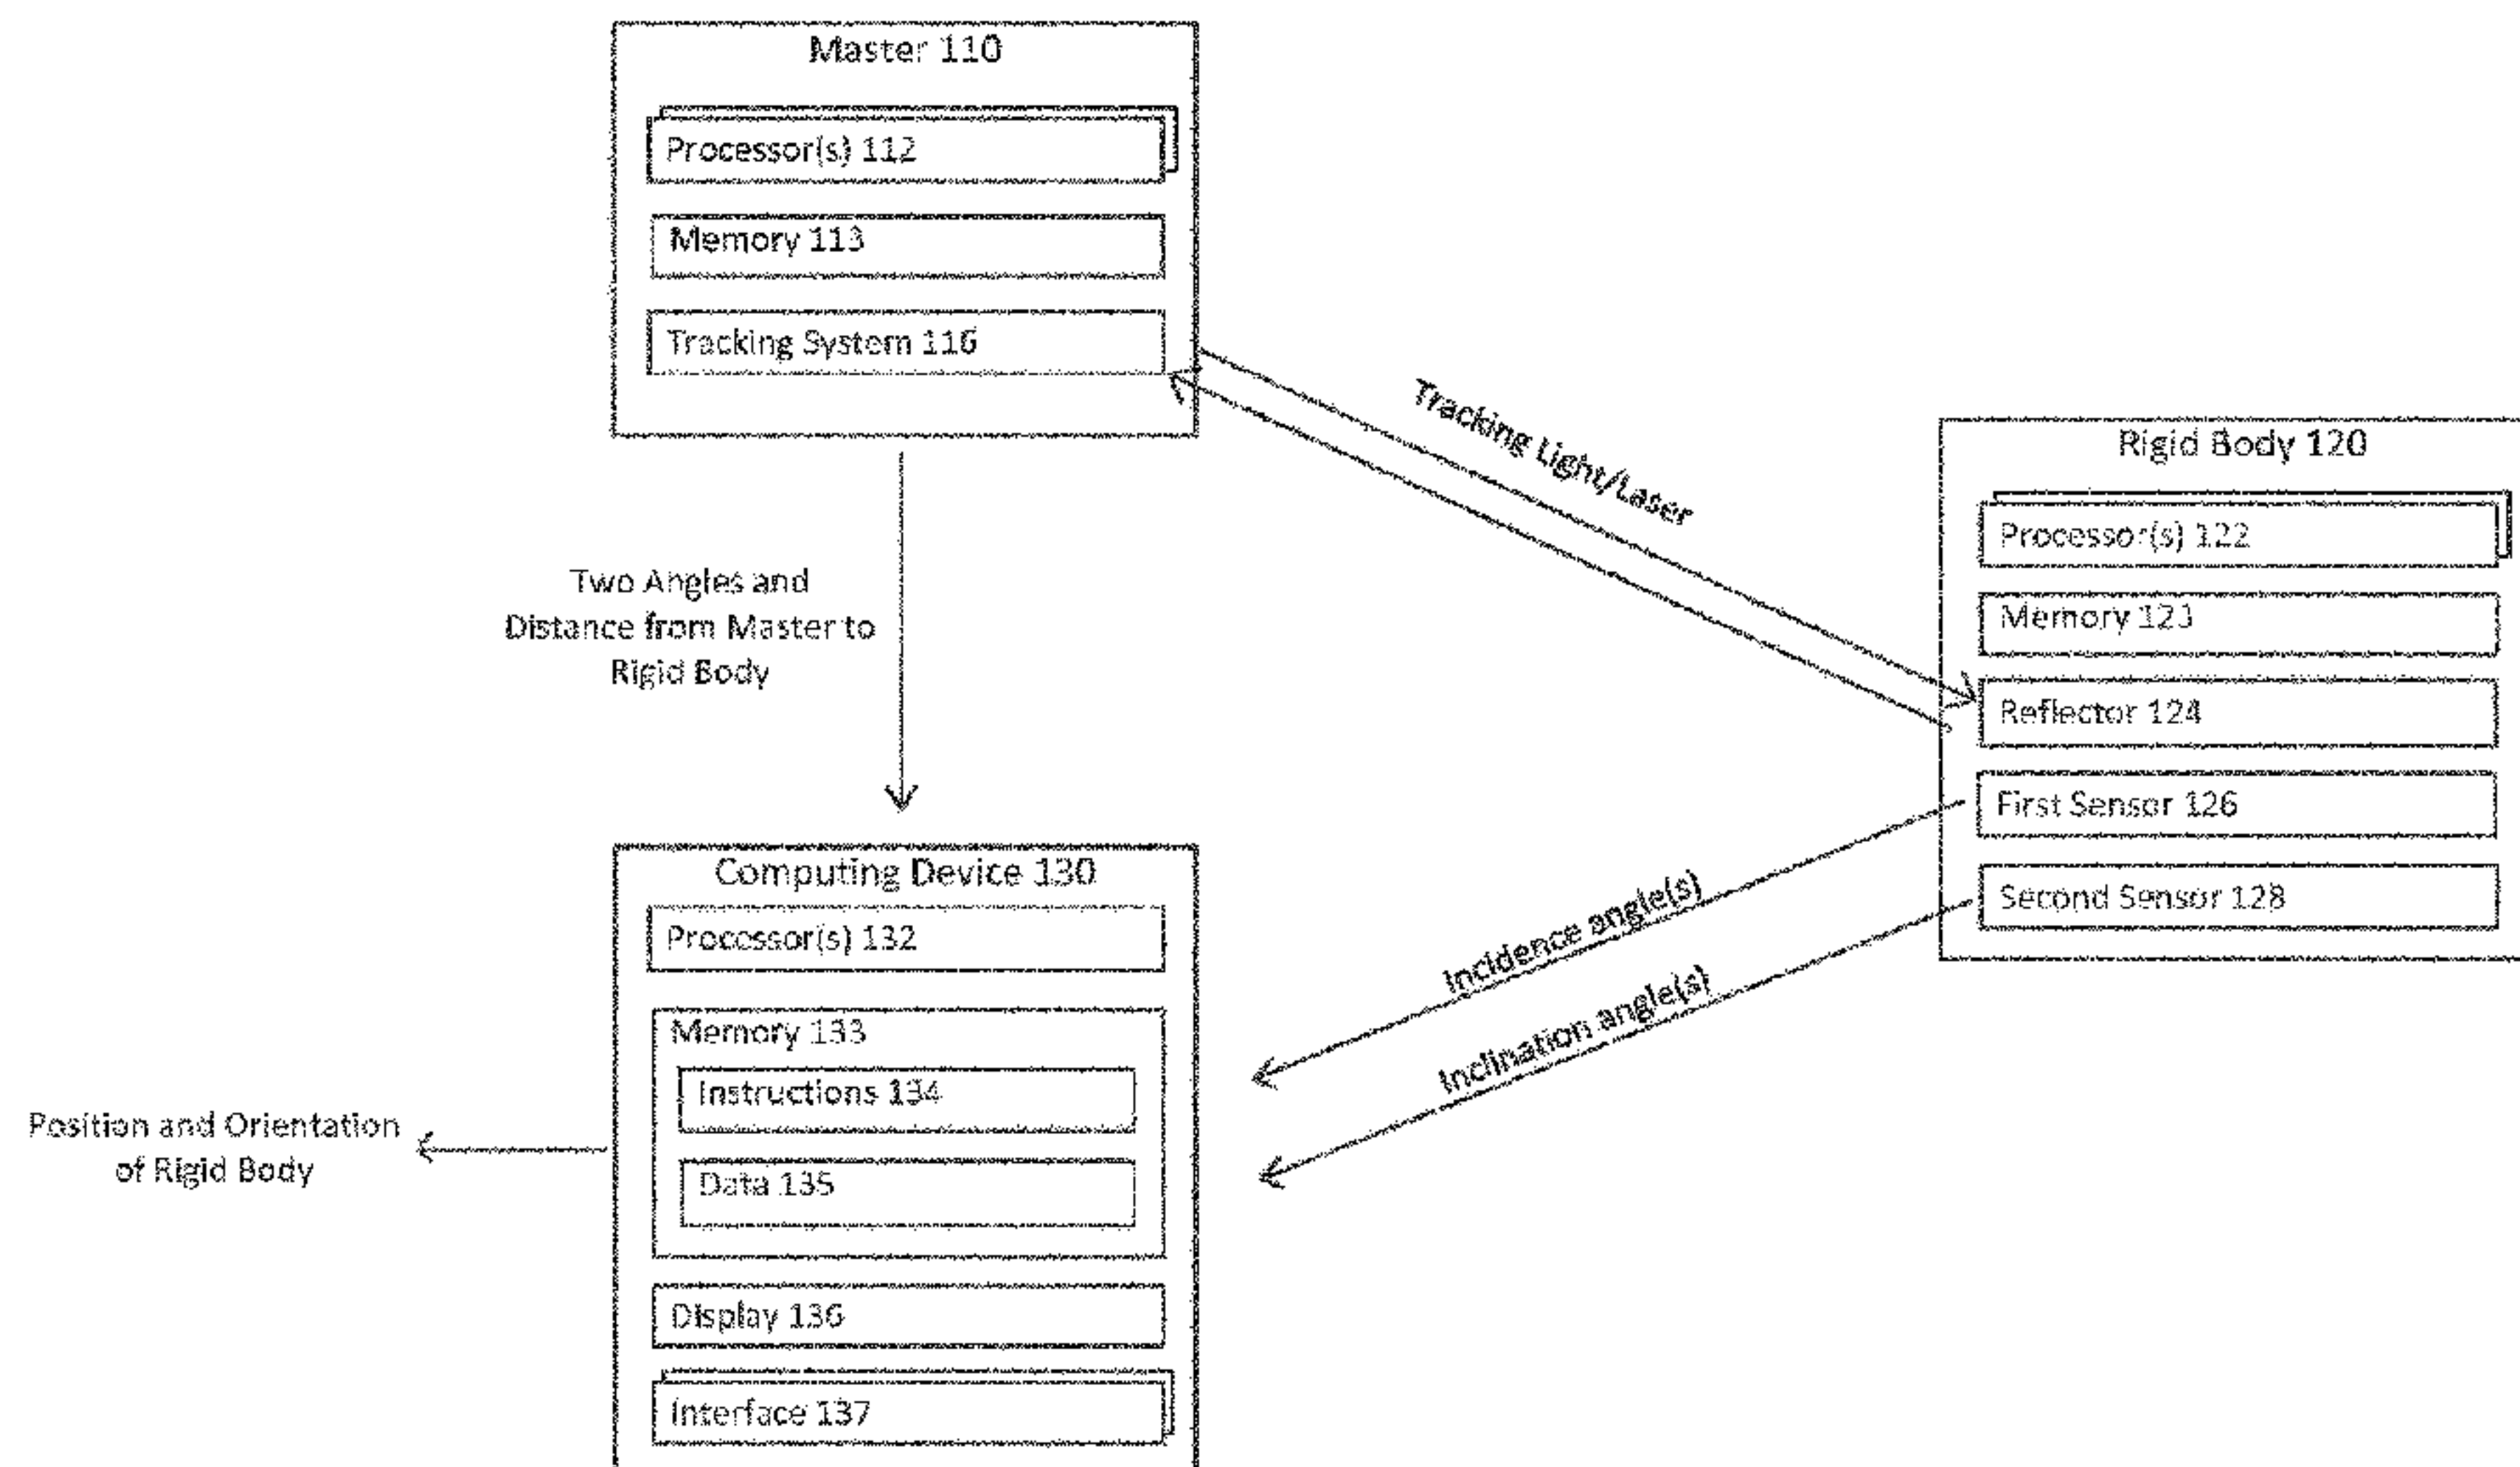 Master 110
Processor(s) 112
Memory 113
Tracking System 116
Tracking Light/Laser
Rigid Body 120
Processor(s) 122
Memory 123
Reflector 124
First Sensor 126
Second Sensor 128
Two Angles and
Distance from Master to
Rigid Body
Incidence angle(s)
Inclination angle(s)
Computing Device 130
Processor(s) 132
Memory 133
Instructions 134
Data 135
Display 136
Interface 137
Position and Orientation
of Rigid Body